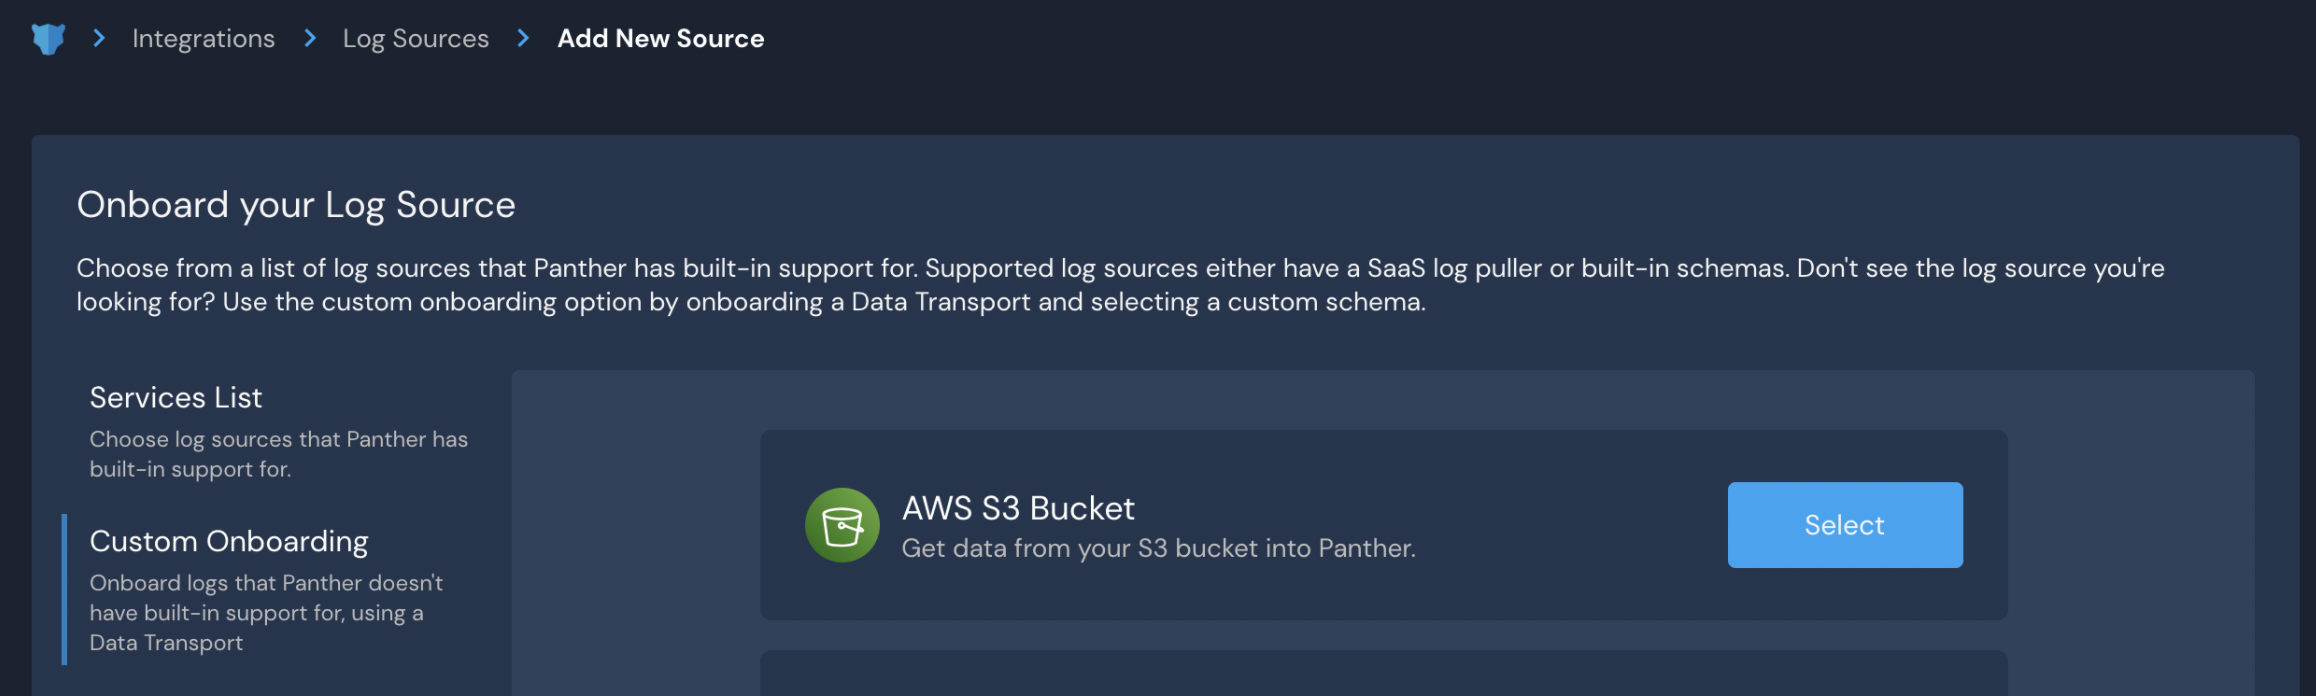 Integrations Log Sources Add New Source
Onboard your Log Source
Choose from a list of log sources that Panther has built-in support for. Supported log sources either have a SaaS log puller or built-in schemas. Don't see the log source you're
looking for? Use the custom onboarding option by onboarding a Data Transport and selecting a custom schema.
Services List
Choose log sources that Panther has
built-in support for.
Custom Onboarding
Onboard logs that Panther doesn't
have built-in support for, using a
Data Transport
AWS S3 Bucket
Get data from your S3 bucket into Panther.
Select